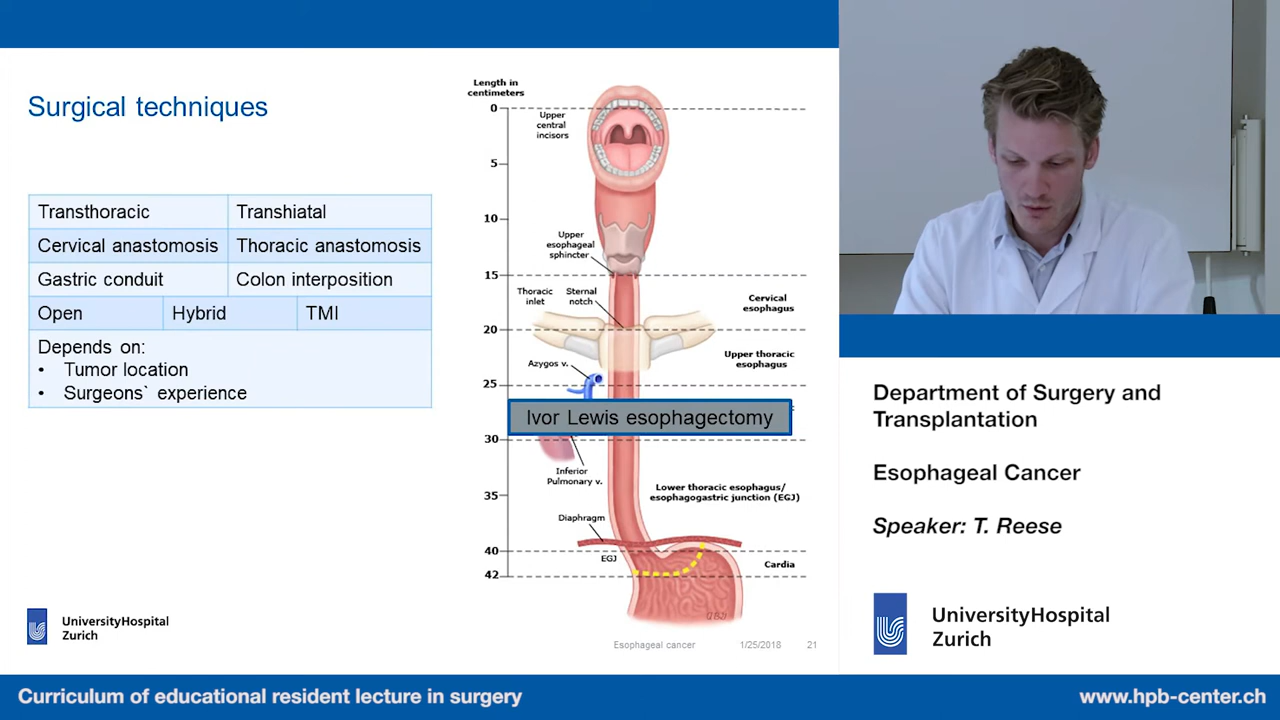 Surgical techniques
Transthoracic
Transhiatal
Cervical anastomosis
Thoracic anastomosis
Gastric conduit
Colon interposition
Open
Hybrid
TMI
Depends on:
• Tumor location
• Surgeons` experience
Length in
centimeters
0
Upper
central
incisors
5
10
Upper
esophageal
sphincter
15
Thoracic
inlet
Sternal
notch
Cervical
esophagus
20
Upper thoracic
esophagus
Azygos v.
25
Ivor Lewis esophagectomy
30
Inferior
Pulmonary v.
35
Lower thoracic esophagus/
esophagogastric junction (EGJ)
Diaphragm
40
EGJ
Cardia
42
UniversityHospital
Zurich
Esophageal cancer
1/25/2018
21
Department of Surgery and
Transplantation
Esophageal Cancer
Speaker: T. Reese
UniversityHospital
Zurich
Curriculum of educational resident lecture in surgery
www.hpb-center.ch